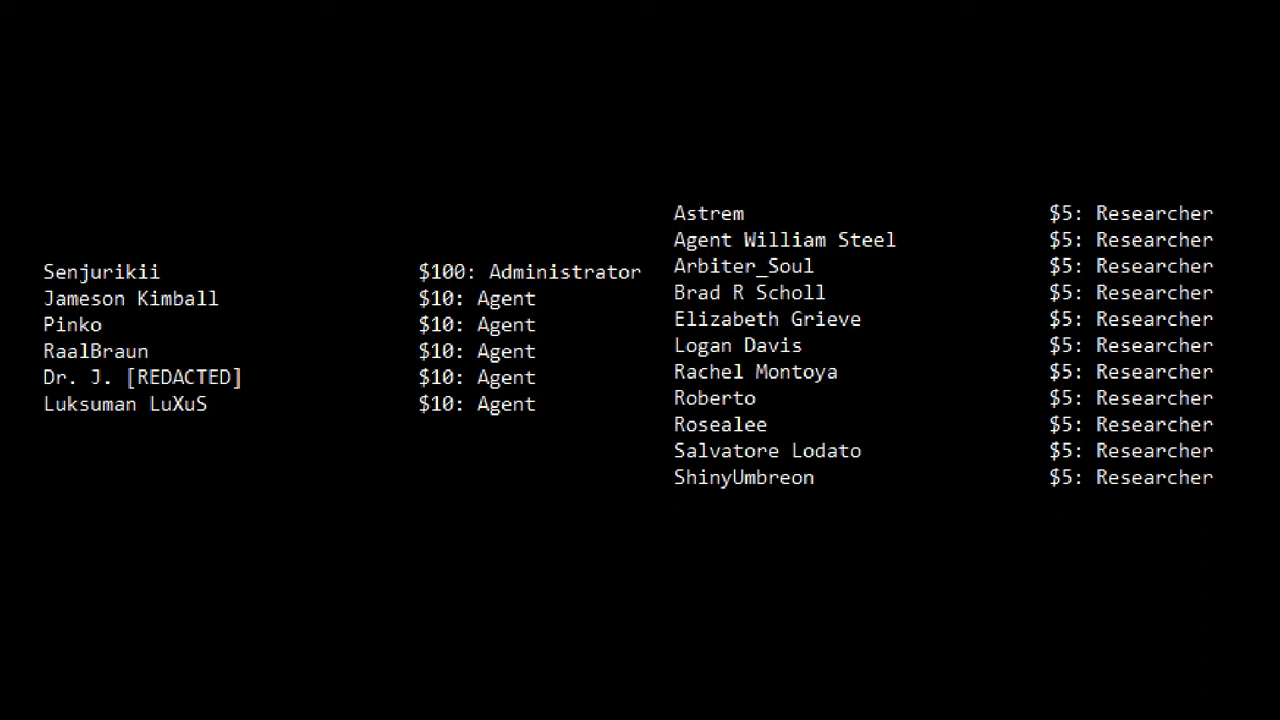 Senjurikii $100: Administrator
Jameson Kimball $10: Agent
Pinko $10: Agent
RaalBraun $10: Agent
Dr. J. [REDACTED] $10: Agent
Luksuman LuXuS $10: Agent
Astrem $5: Researcher
Agent William Steel $5: Researcher
Arbiter_Soul $5: Researcher
Brad R Scholl $5: Researcher
Elizabeth Grieve $5: Researcher
Logan Davis $5: Researcher
Rachel Montoya $5: Researcher
Roberto $5: Researcher
Rosealee $5: Researcher
Salvatore Lodato $5: Researcher
ShinyUmbreon $5: Researcher